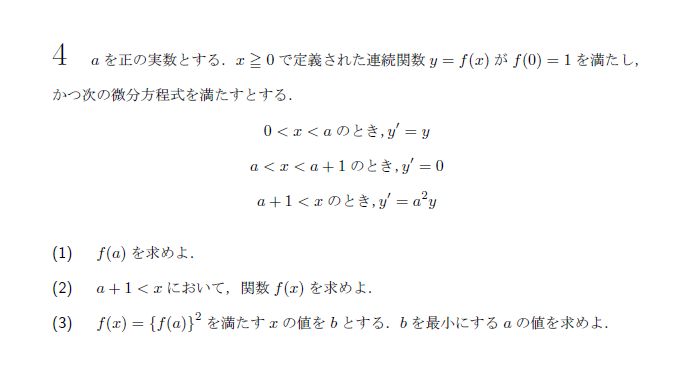 4 a を正の実数とする．x ≧ 0 で定義された連続関数 y = f(x) が f(0) = 1 を満たし，
かつ次の微分方程式を満たすとする．
0 < x < a のとき, y′ = y
a < x < a + 1 のとき, y′ = 0
a + 1 < x のとき, y′ = a²y
(1) f(a) を求めよ．
(2) a + 1 < x において，関数 f(x) を求めよ．
(3) f(x) = {f(a)}² を満たす x の値を b とする．b を最小にする a の値を求めよ．